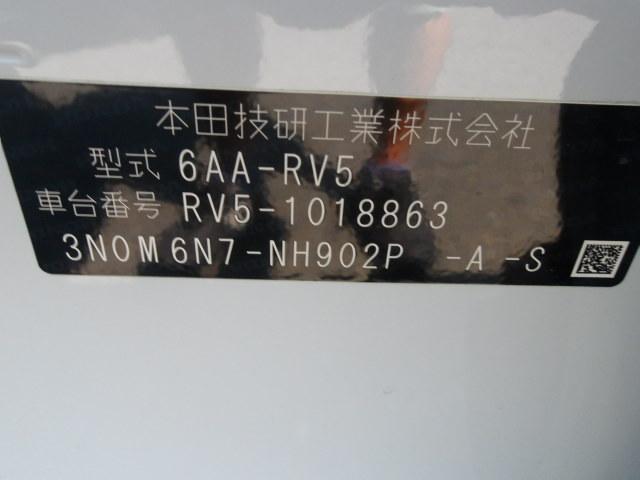 本田技研工業株式会社
型式 6AA-RV5
車台番号 RV5-1018863
3N0M6N7-NH902P -A -S